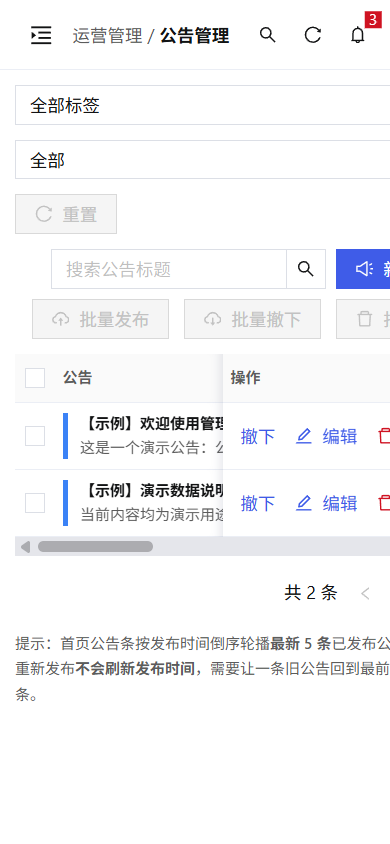 运营管理 / 公告管理
3
全部标签
全部
重置
搜索公告标题
批量发布 批量撤下
公告 操作
【示例】欢迎使用管理
这是一个演示公告：公
撤下 编辑
【示例】演示数据说明
当前内容均为演示用途
撤下 编辑
共 2 条
提示：首页公告条按发布时间倒序轮播最新 5 条已发布公
重新发布不会刷新发布时间，需要让一条旧公告回到最前
条。